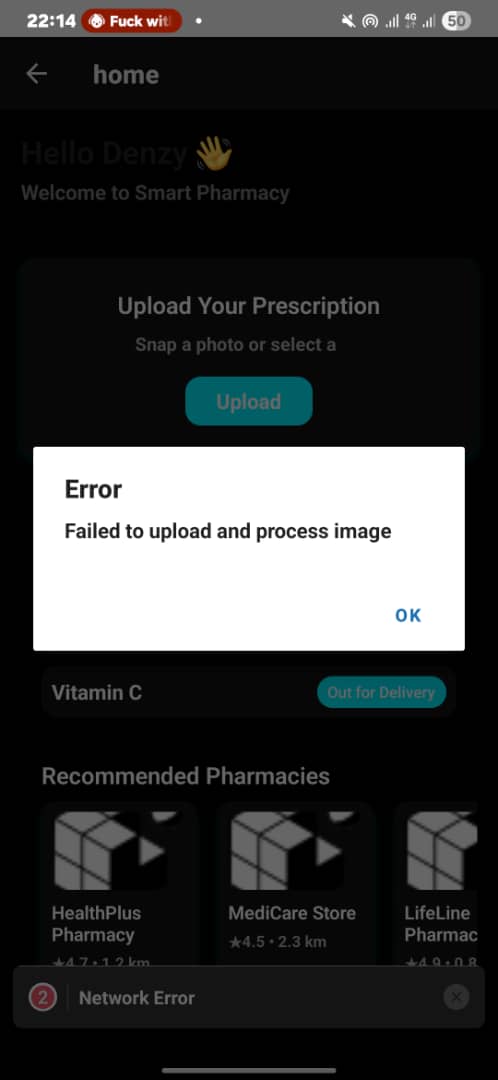 22:14 Fuck wit 4G 50
home
Hello Denzy 👋
Welcome to Smart Pharmacy
Upload Your Prescription
Snap a photo or select a
Upload
Error
Failed to upload and process image
OK
Vitamin C Out for Delivery
Recommended Pharmacies
HealthPlus
Pharmacy
★4.7 • 1.2 km
MediCare Store
★4.5 • 2.3 km
LifeLine
Pharmac
★4.9 • 0.8
2 Network Error